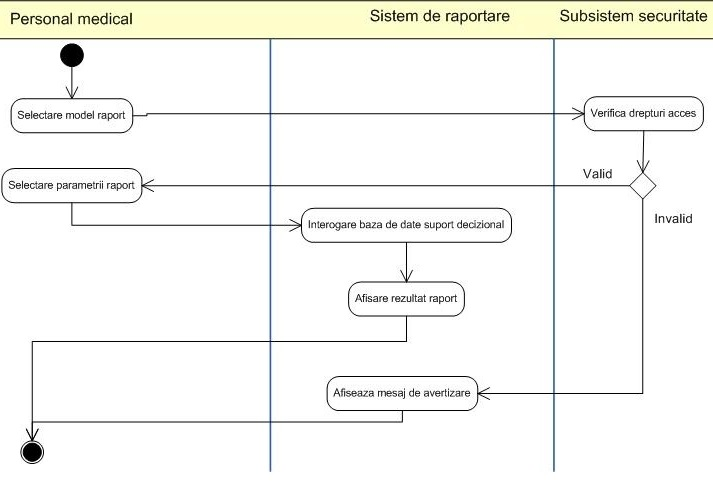 Personal medical
Sistem de raportare
Subsistem securitate
Selectare model raport
Verifica drepturi acces
Valid
Selectare parametrii raport
Invalid
Interogare baza de date suport decizional
Afisare rezultat raport
Afiseaza mesaj de avertizare